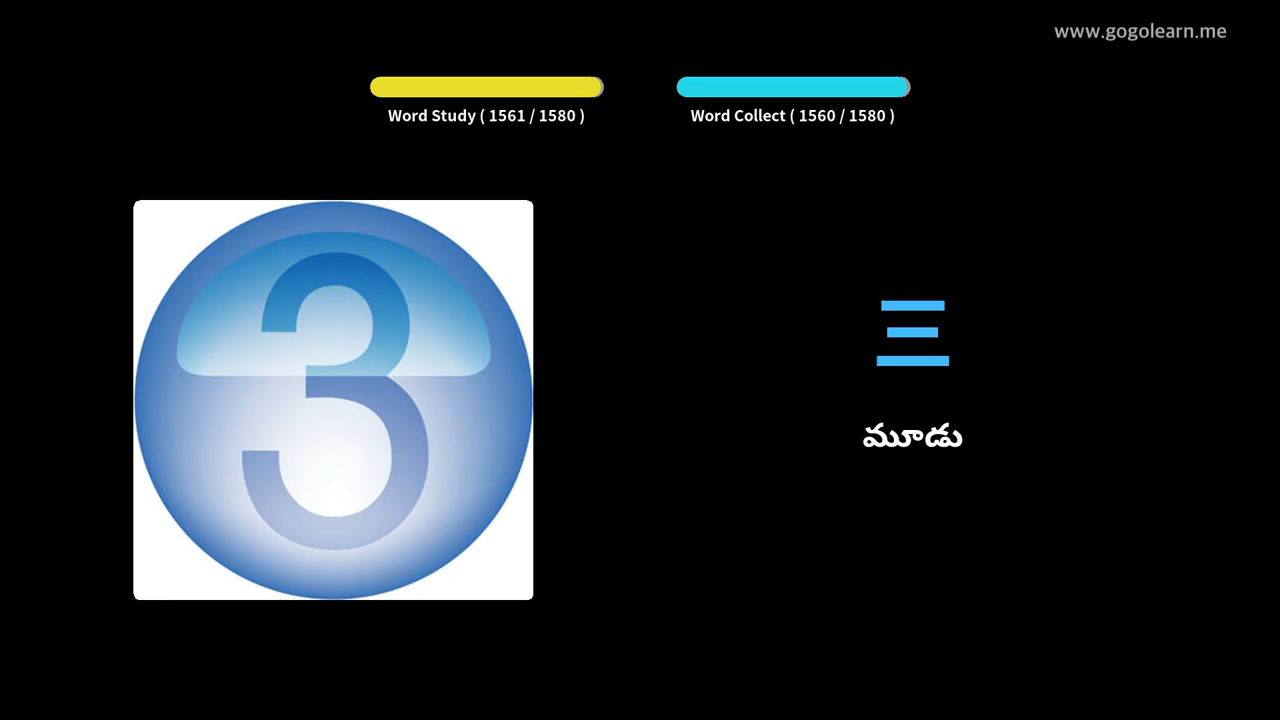 www.gogolearn.me
Word Study ( 1561 / 1580 )
Word Collect ( 1560 / 1580 )
3
三
మూడు